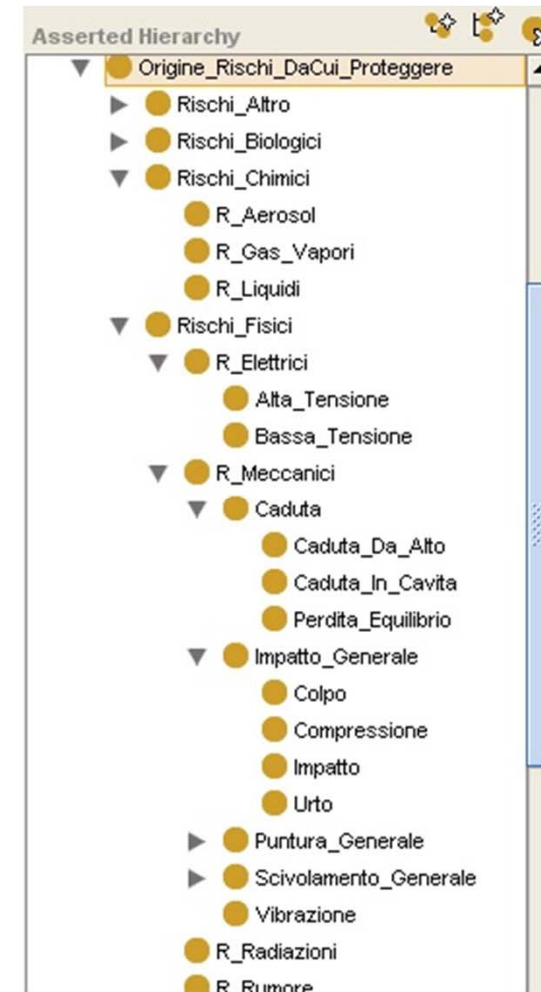 Asserted Hierarchy
Origine_Rischi_DaCui_Proteggere
Rischi_Altro
Rischi_Biologici
Rischi_Chimici
R_Aerosol
R_Gas_Vapori
R_Liquidi
Rischi_Fisici
R_Elettrici
Alta_Tensione
Bassa_Tensione
R_Meccanici
Caduta
Caduta_Da_Alto
Caduta_In_Cavita
Perdita_Equilibrio
Impatto_Generale
Colpo
Compressione
Impatto
Urto
Puntura_Generale
Scivolamento_Generale
Vibrazione
R_Radiazioni
R_Rumore